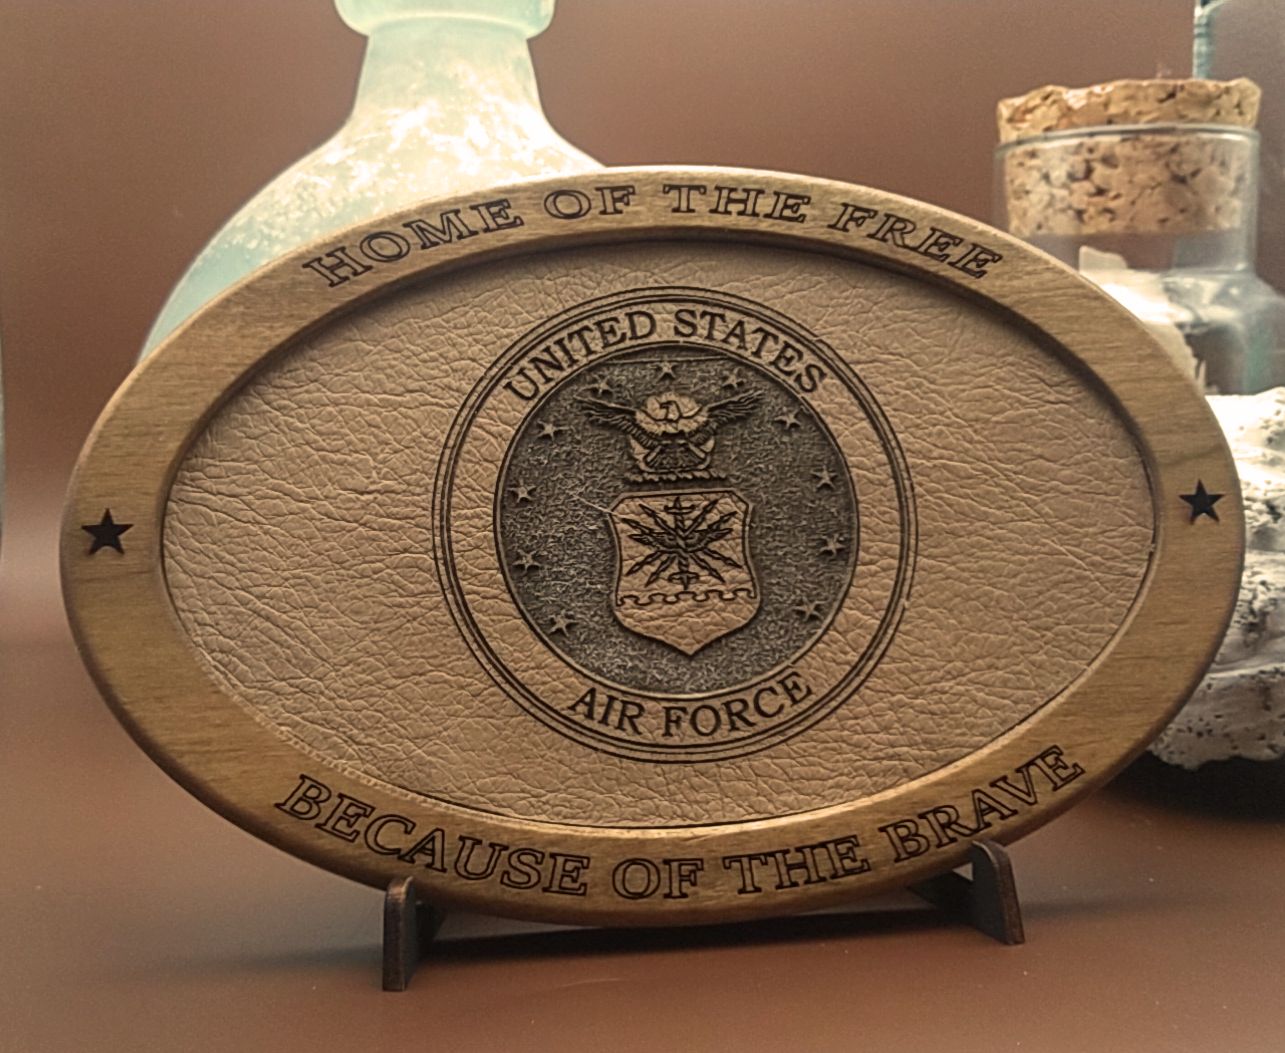 HOME OF THE FREE
UNITED STATES
AIR FORCE
BECAUSE OF THE BRAVE